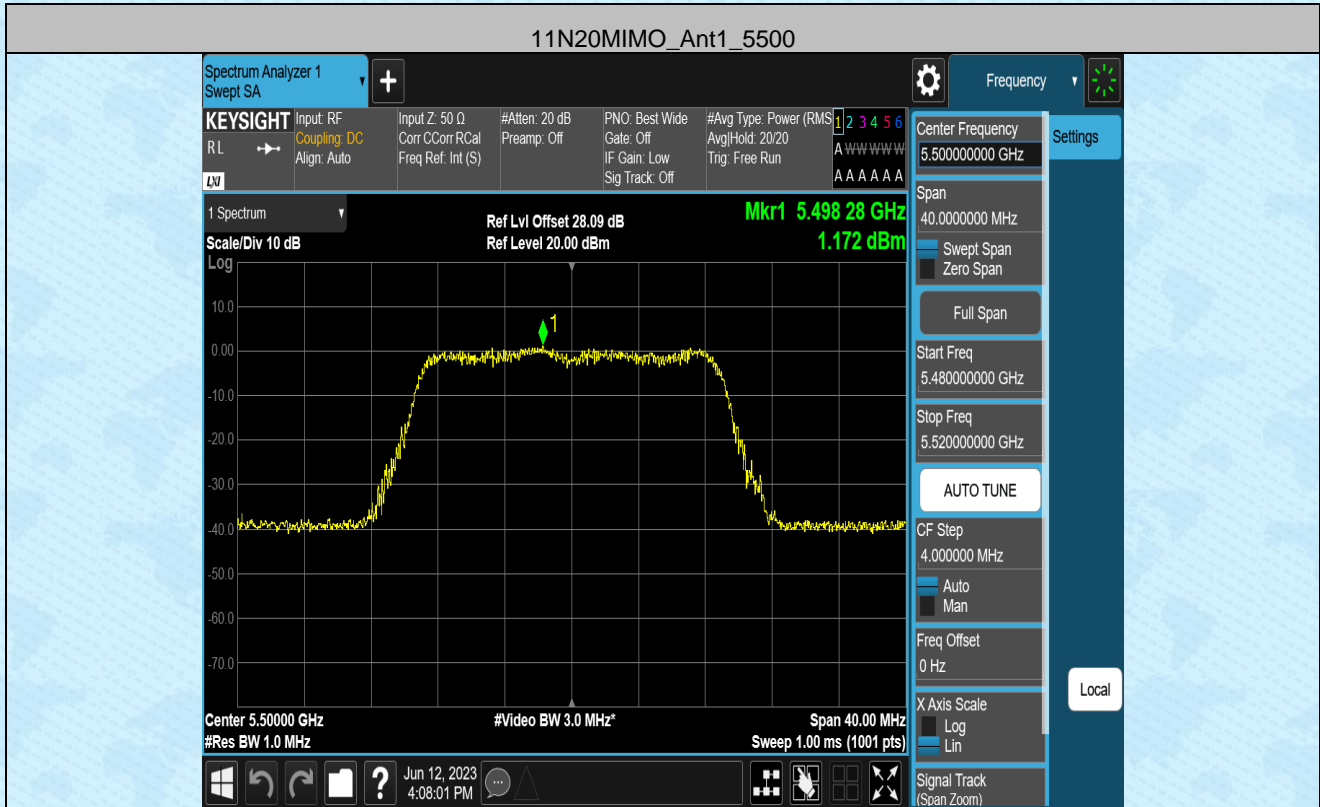 11N20MIMO_Ant1_5500
Spectrum Analyzer 1
Swept SA
Frequency
KEYSIGHT
R L
LXI
Input: RF
Coupling: DC
Align: Auto
Input Z: 50 Ω
Corr CCorr RCal
Freq Ref: Int (S)
#Atten: 20 dB
Preamp: Off
PNO: Best Wide
Gate: Off
IF Gain: Low
Sig Track: Off
#Avg Type: Power (RMS
Avg|Hold: 20/20
Trig: Free Run
1 2 3 4 5 6
A W W W W W
A A A A A A
Center Frequency
5.500000000 GHz
Settings
1 Spectrum
Scale/Div 10 dB
Log
Ref Lvl Offset 28.09 dB
Ref Level 20.00 dBm
Mkr1 5.498 28 GHz
1.172 dBm
1
10.0
0.00
-10.0
-20.0
-30.0
-40.0
-50.0
-60.0
-70.0
Span
40.0000000 MHz
Swept Span
Zero Span
Full Span
Start Freq
5.480000000 GHz
Stop Freq
5.520000000 GHz
AUTO TUNE
CF Step
4.000000 MHz
Auto
Man
Freq Offset
0 Hz
X Axis Scale
Log
Lin
Local
Signal Track
(Span Zoom)
Center 5.50000 GHz
#Res BW 1.0 MHz
#Video BW 3.0 MHz*
Span 40.00 MHz
Sweep 1.00 ms (1001 pts)
?
Jun 12, 2023
4:08:01 PM